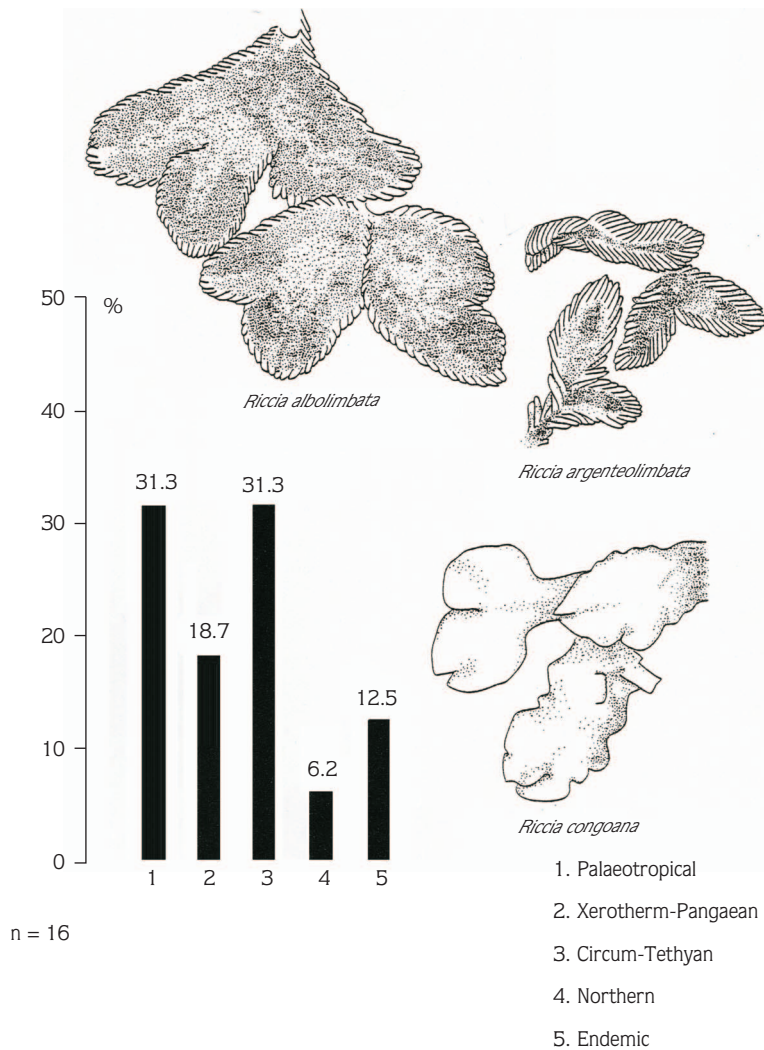 Riccia albolimbata
Riccia argenteolimbata
50
%
40
30
20
10
0
31.3
18.7
31.3
6.2
12.5
1
2
3
4
5
Riccia congoana
n = 16
1. Palaeotropical
2. Xerotherm-Pangaean
3. Circum-Tethyan
4. Northern
5. Endemic